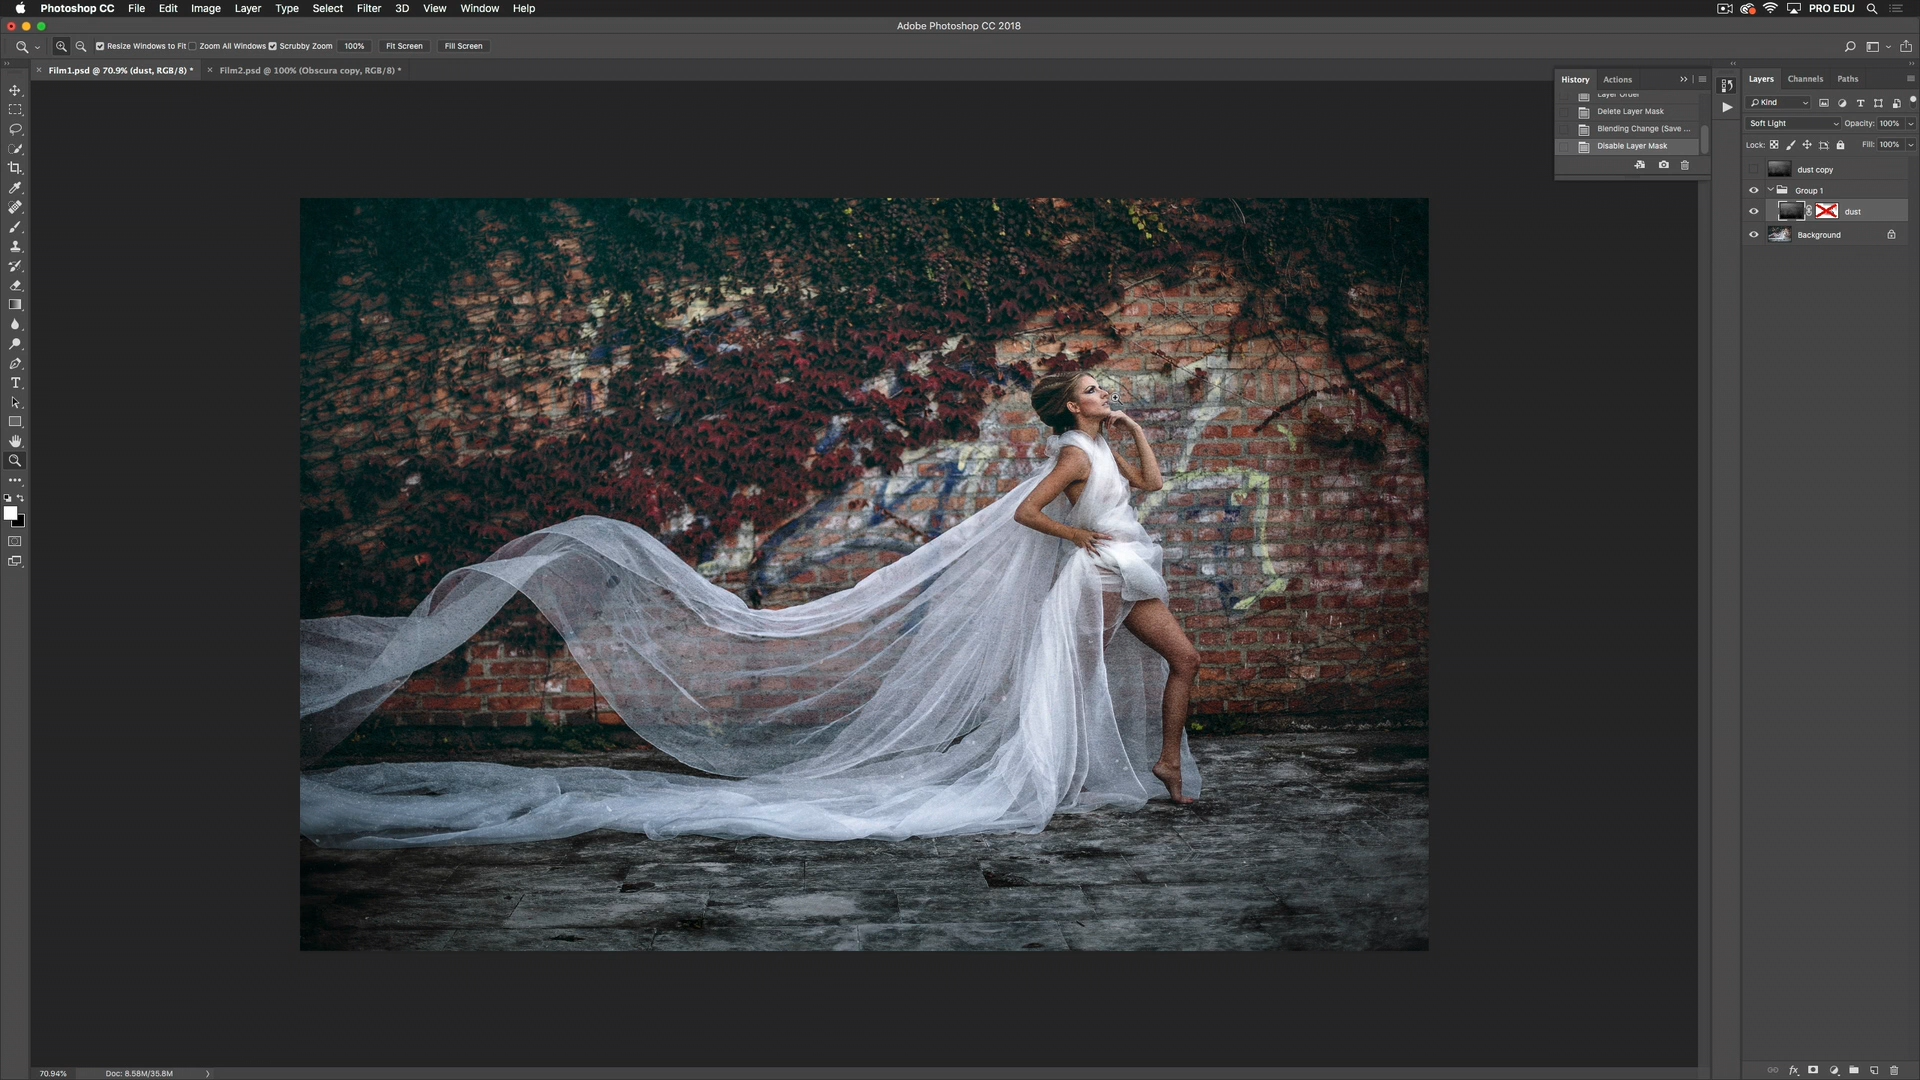 Photoshop CC File Edit Image Layer Type Select Filter 3D View Window Help PRO EDU
Adobe Photoshop CC 2018
Resize Windows to Fit Zoom All Windows Scrubby Zoom 100% Fit Screen Fill Screen
Film1.psd @ 70.9% (dust, RGB/8) * Film2.psd @ 100% (Obscura copy, RGB/8) *
History Actions
Layer Order
Delete Layer Mask
Blending Change (Save ...
Disable Layer Mask
Layers Channels Paths
Kind
Soft Light Opacity: 100%
Lock: Fill: 100%
dust copy
Group 1
dust
Background
70.94% Doc: 8.58M/35.8M